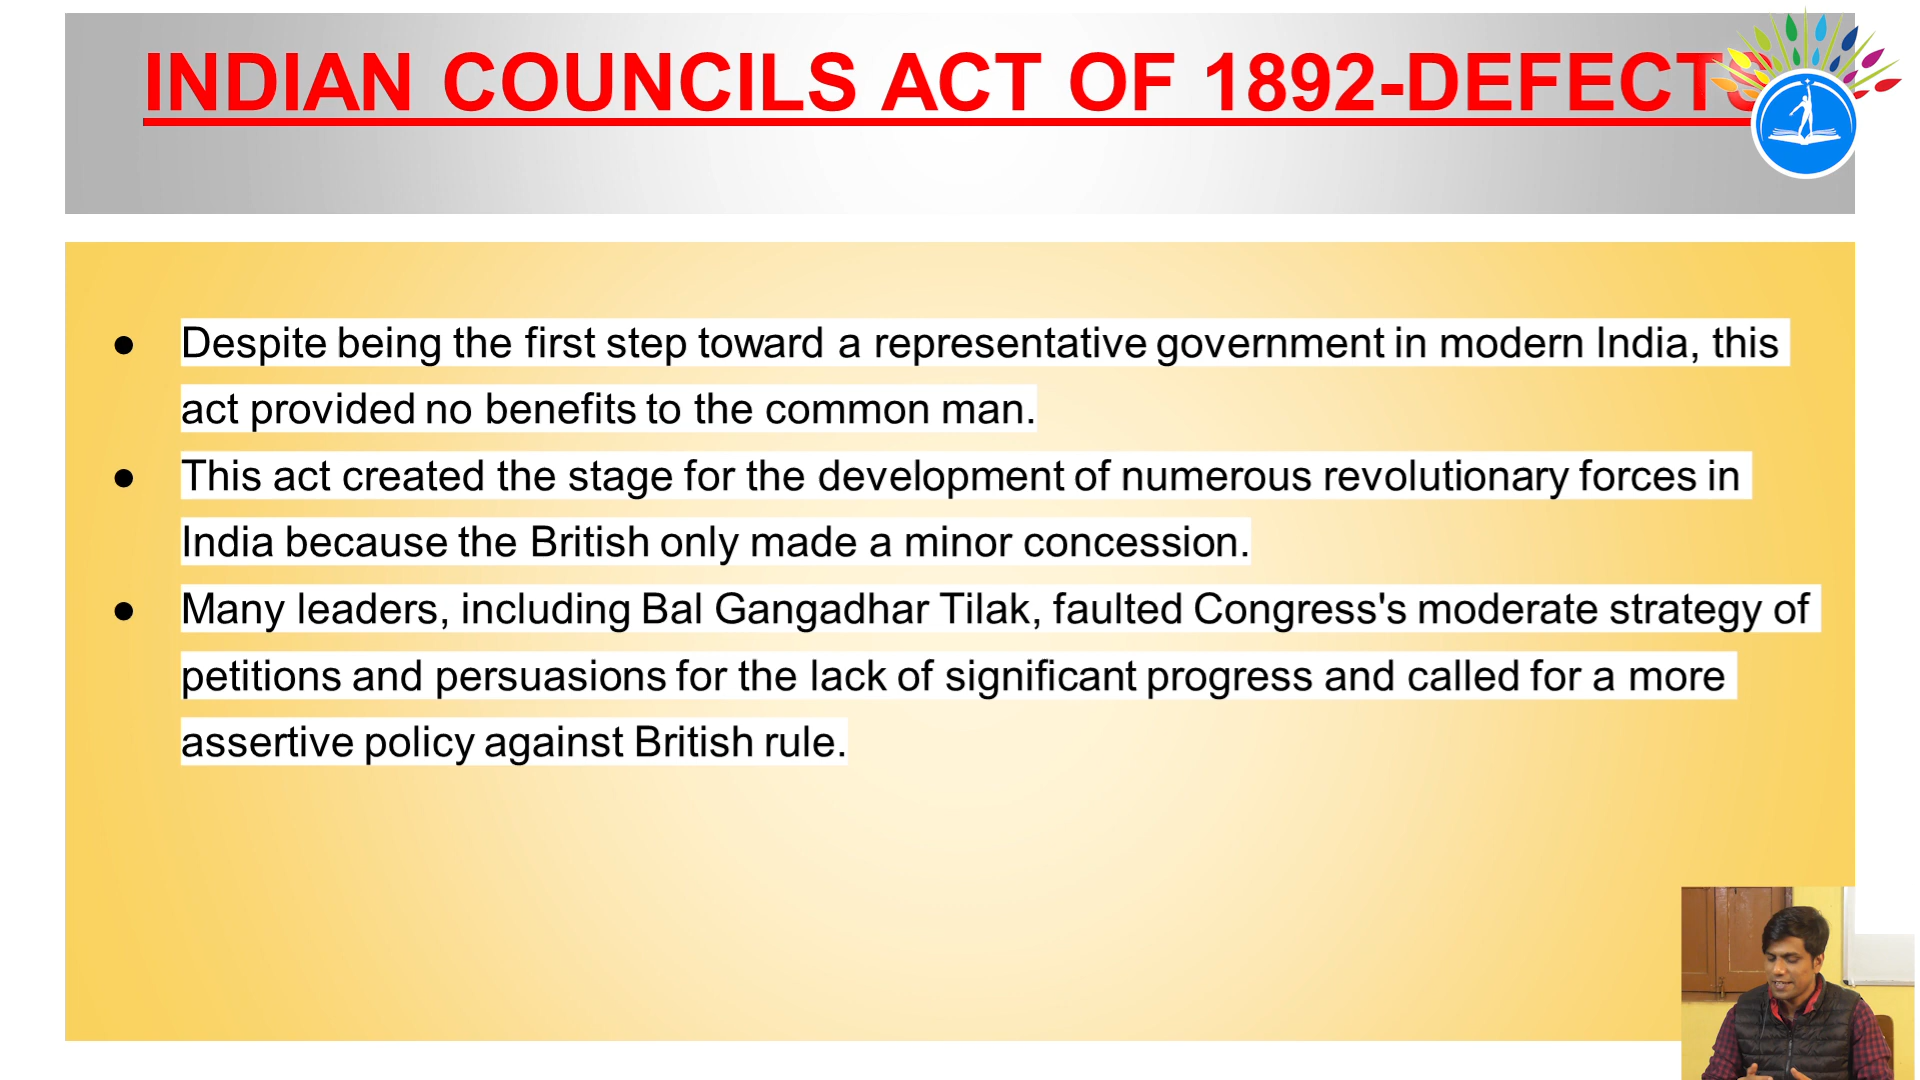 INDIAN COUNCILS ACT OF 1892-DEFECTS
● Despite being the first step toward a representative government in modern India, this
act provided no benefits to the common man.
● This act created the stage for the development of numerous revolutionary forces in
India because the British only made a minor concession.
● Many leaders, including Bal Gangadhar Tilak, faulted Congress's moderate strategy of
petitions and persuasions for the lack of significant progress and called for a more
assertive policy against British rule.